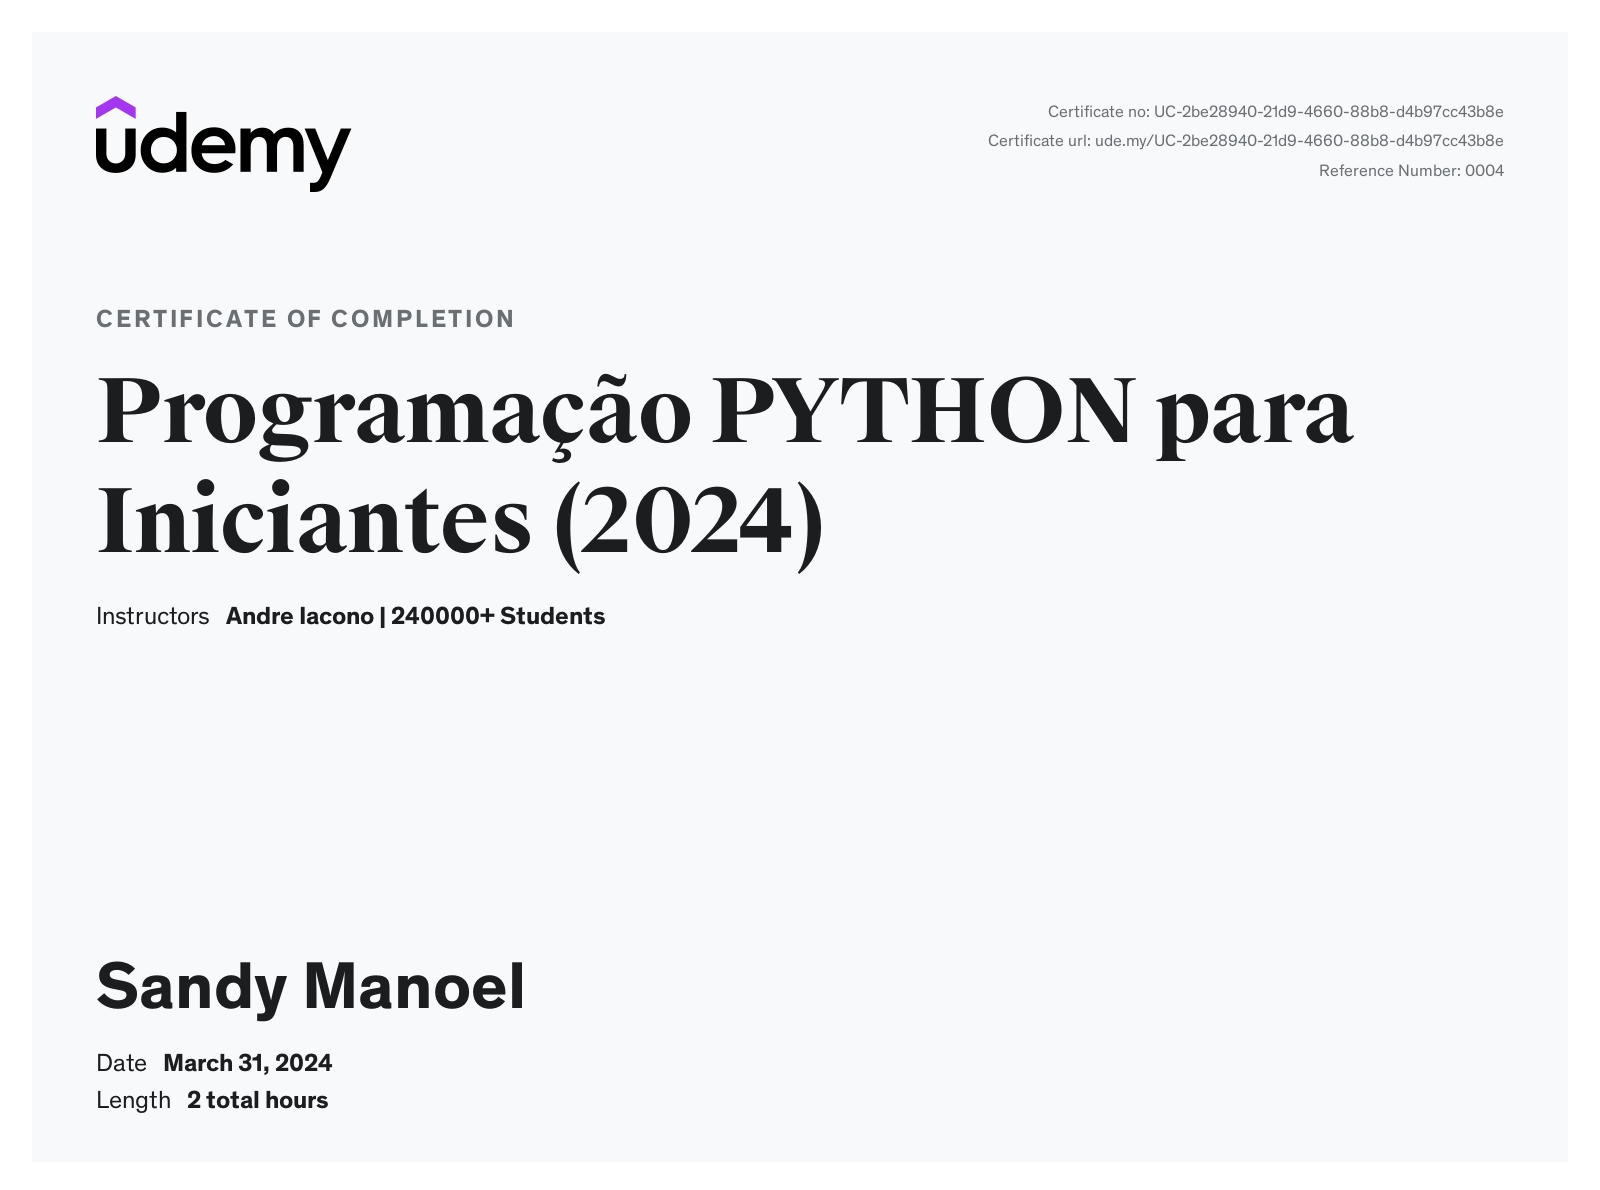 udemy
Certificate no: UC-2be28940-21d9-4660-88b8-d4b97cc43b8e
Certificate url: ude.my/UC-2be28940-21d9-4660-88b8-d4b97cc43b8e
Reference Number: 0004
CERTIFICATE OF COMPLETION
Programação PYTHON para
Iniciantes (2024)
Instructors Andre Iacono | 240000+ Students
Sandy Manoel
Date March 31, 2024
Length 2 total hours